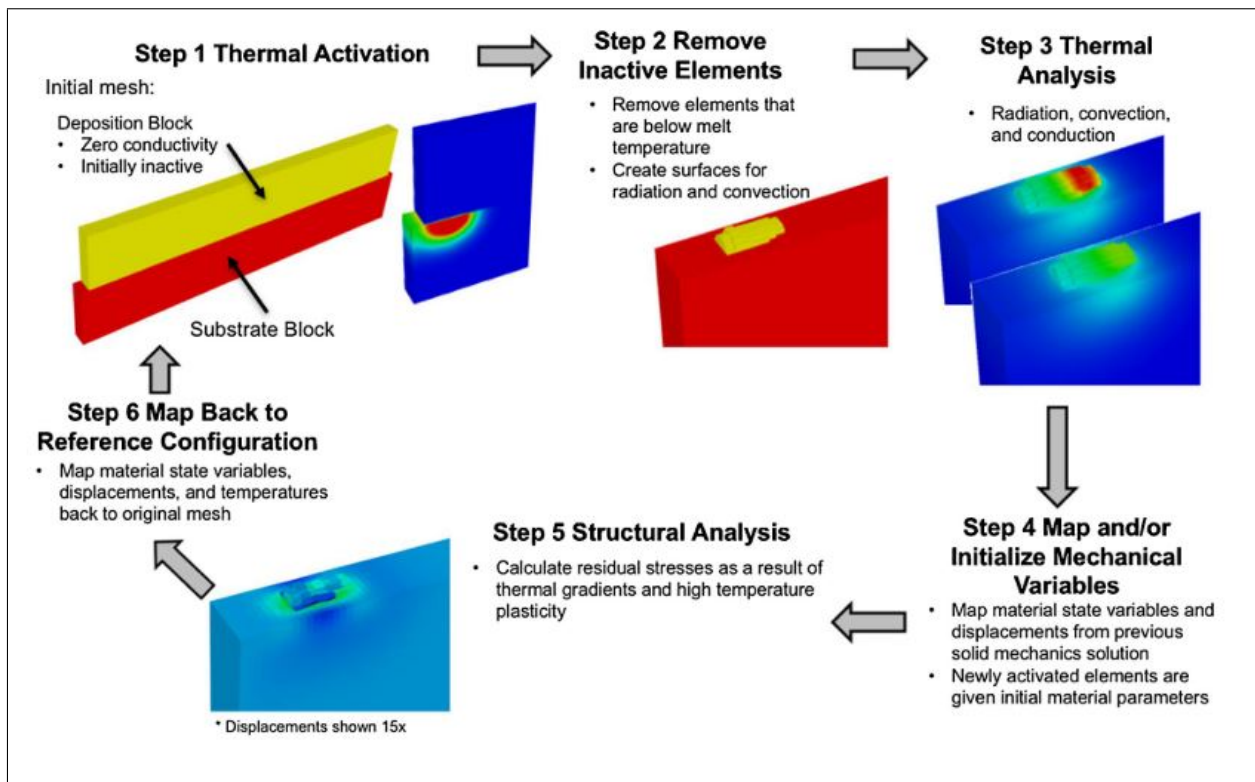 Step 1 Thermal Activation
Initial mesh:
Deposition Block
• Zero conductivity
• Initially inactive
Substrate Block
Step 2 Remove
Inactive Elements
• Remove elements that
are below melt
temperature
• Create surfaces for
radiation and convection
Step 3 Thermal
Analysis
• Radiation, convection,
and conduction
Step 4 Map and/or
Initialize Mechanical
Variables
• Map material state variables and
displacements from previous
solid mechanics solution
• Newly activated elements are
given initial material parameters
Step 5 Structural Analysis
• Calculate residual stresses as a result of
thermal gradients and high temperature
plasticity
* Displacements shown 15x
Step 6 Map Back to
Reference Configuration
• Map material state variables,
displacements, and temperatures
back to original mesh